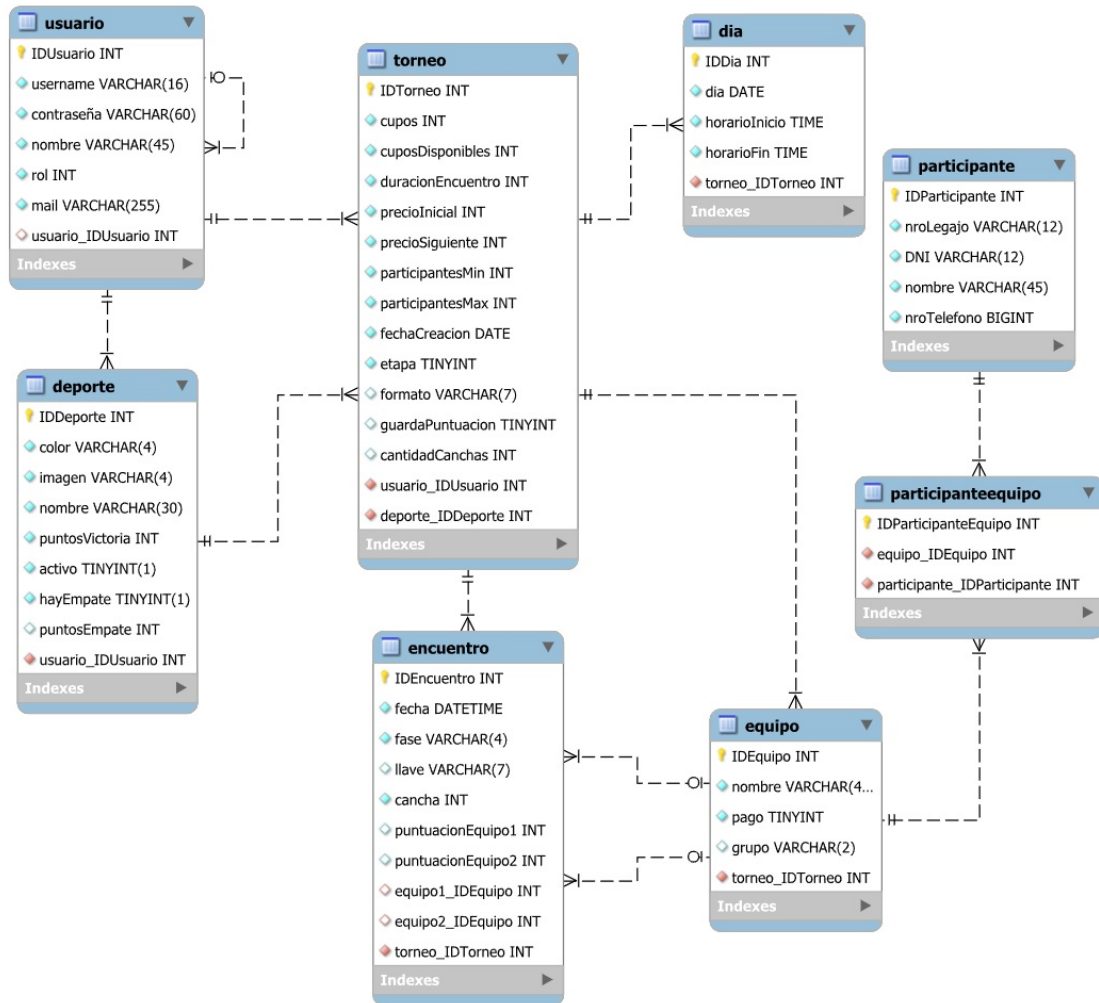 usuario
IDUsuario INT
username VARCHAR(16)
contraseña VARCHAR(60)
nombre VARCHAR(45)
rol INT
mail VARCHAR(255)
usuario_IDUsuario INT
Indexes
torneo
IDTorneo INT
cupos INT
cuposDisponibles INT
duracionEncuentro INT
precioInicial INT
precioSiguiente INT
participantesMin INT
participantesMax INT
fechaCreacion DATE
etapa TINYINT
formato VARCHAR(7)
guardaPuntuacion TINYINT
cantidadCanchas INT
usuario_IDUsuario INT
deporte_IDDeporte INT
Indexes
dia
IDDia INT
dia DATE
horarioInicio TIME
horarioFin TIME
torneo_IDTorneo INT
Indexes
participante
IDParticipante INT
nroLegajo VARCHAR(12)
DNI VARCHAR(12)
nombre VARCHAR(45)
nroTelefono BIGINT
Indexes
deporte
IDDeporte INT
color VARCHAR(4)
imagen VARCHAR(4)
nombre VARCHAR(30)
puntosVictoria INT
activo TINYINT(1)
hayEmpate TINYINT(1)
puntosEmpate INT
usuario_IDUsuario INT
Indexes
participanteequipo
IDParticipanteEquipo INT
equipo_IDEquipo INT
participante_IDParticipante INT
Indexes
encuentro
IDEncuentro INT
fecha DATETIME
fase VARCHAR(4)
llave VARCHAR(7)
cancha INT
puntuacionEquipo1 INT
puntuacionEquipo2 INT
equipo1_IDEquipo INT
equipo2_IDEquipo INT
torneo_IDTorneo INT
Indexes
equipo
IDEquipo INT
nombre VARCHAR(4...
pago TINYINT
grupo VARCHAR(2)
torneo_IDTorneo INT
Indexes